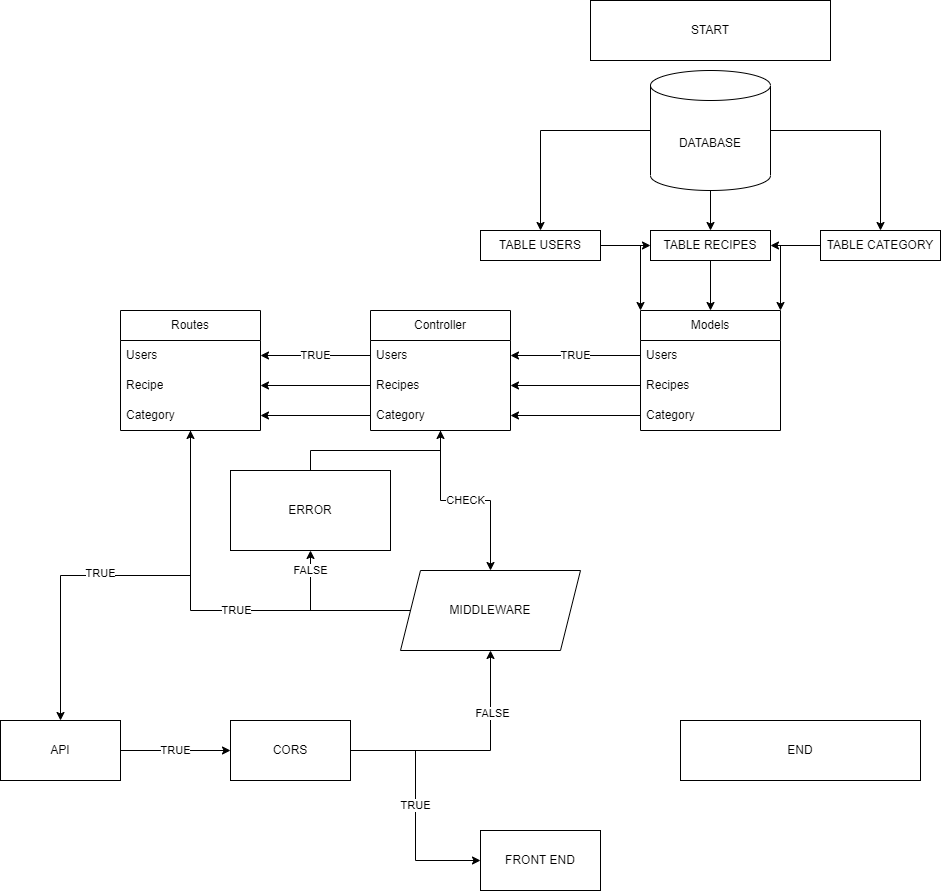 START
DATABASE
TABLE USERS
TABLE RECIPES
TABLE CATEGORY
Routes
Controller
Models
Users
TRUE
Users
TRUE
Users
Recipe
Recipes
Recipes
Category
Category
Category
CHECK
ERROR
FALSE
TRUE
TRUE
MIDDLEWARE
FALSE
API
TRUE
CORS
END
TRUE
FRONT END